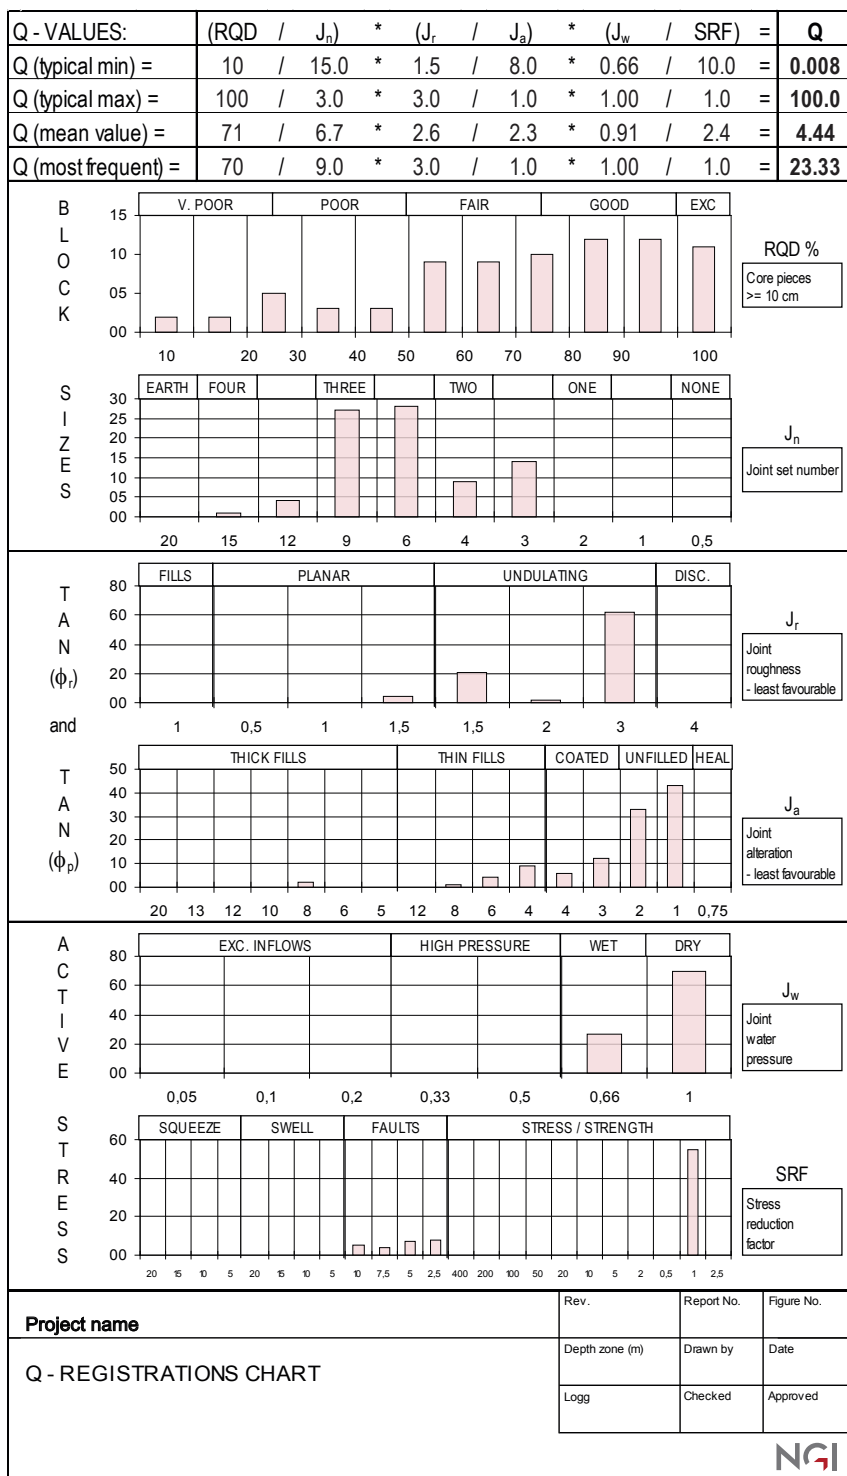 Q - VALUES: (RQD / Jn) * (Jr / Ja) * (Jw / SRF) = Q
Q (typical min) = 10 / 15.0 * 1.5 / 8.0 * 0.66 / 10.0 = 0.008
Q (typical max) = 100 / 3.0 * 3.0 / 1.0 * 1.00 / 1.0 = 100.0
Q (mean value) = 71 / 6.7 * 2.6 / 2.3 * 0.91 / 2.4 = 4.44
Q (most frequent) = 70 / 9.0 * 3.0 / 1.0 * 1.00 / 1.0 = 23.33
BLOCK
V. POOR POOR FAIR GOOD EXC
15
10
05
00
10 20 30 40 50 60 70 80 90 100
RQD %
Core pieces
>= 10 cm
SIZES
EARTH FOUR THREE TWO ONE NONE
30
25
20
15
10
05
00
20 15 12 9 6 4 3 2 1 0,5
Jn
Joint set number
TAN
(ϕr)
and
FILLS PLANAR UNDULATING DISC.
80
60
40
20
00
1 0,5 1 1,5 1,5 2 3 4
Jr
Joint
roughness
- least favourable
TAN
(ϕp)
THICK FILLS THIN FILLS COATED UNFILLED HEAL
50
40
30
20
10
00
20 13 12 10 8 6 5 12 8 6 4 4 3 2 1 0,75
Ja
Joint
alteration
- least favourable
ACTIVE
EXC. INFLOWS HIGH PRESSURE WET DRY
80
60
40
20
00
0,05 0,1 0,2 0,33 0,5 0,66 1
Jw
Joint
water
pressure
STRESS
SQUEEZE SWELL FAULTS STRESS / STRENGTH
60
40
20
00
20 15 10 5 20 15 10 5 10 7,5 5 2,5 400 200 100 50 20 10 5 2 0,5 1 2,5
SRF
Stress
reduction
factor
Project name
Q - REGISTRATIONS CHART
Rev. Report No. Figure No.
Depth zone (m) Drawn by Date
Logg Checked Approved
NGI